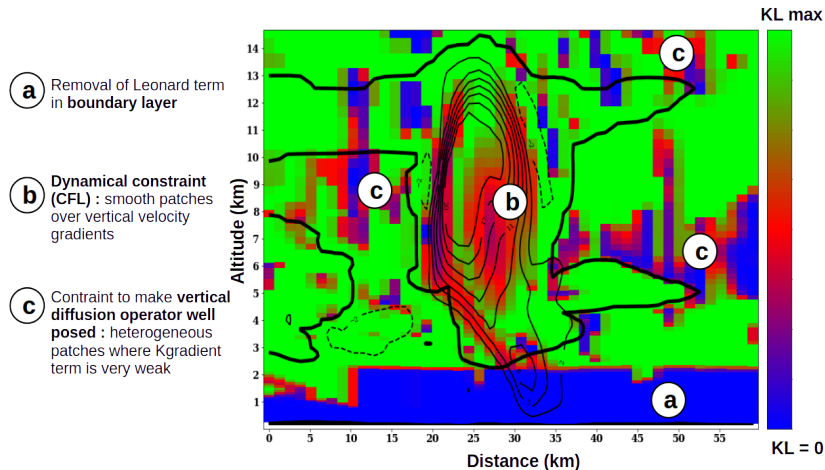 KL max
a Removal of Leonard term
in boundary layer
b Dynamical constraint
(CFL) : smooth patches
over vertical velocity
gradients
c Contraint to make vertical
diffusion operator well
posed : heterogeneous
patches where Kgradient
term is very weak
Altitude (km)
14
13
12
11
10
9
8
7
6
5
4
3
2
1
c
c
b
c
a
0 5 10 15 20 25 30 35 40 45 50 55
Distance (km)
KL = 0